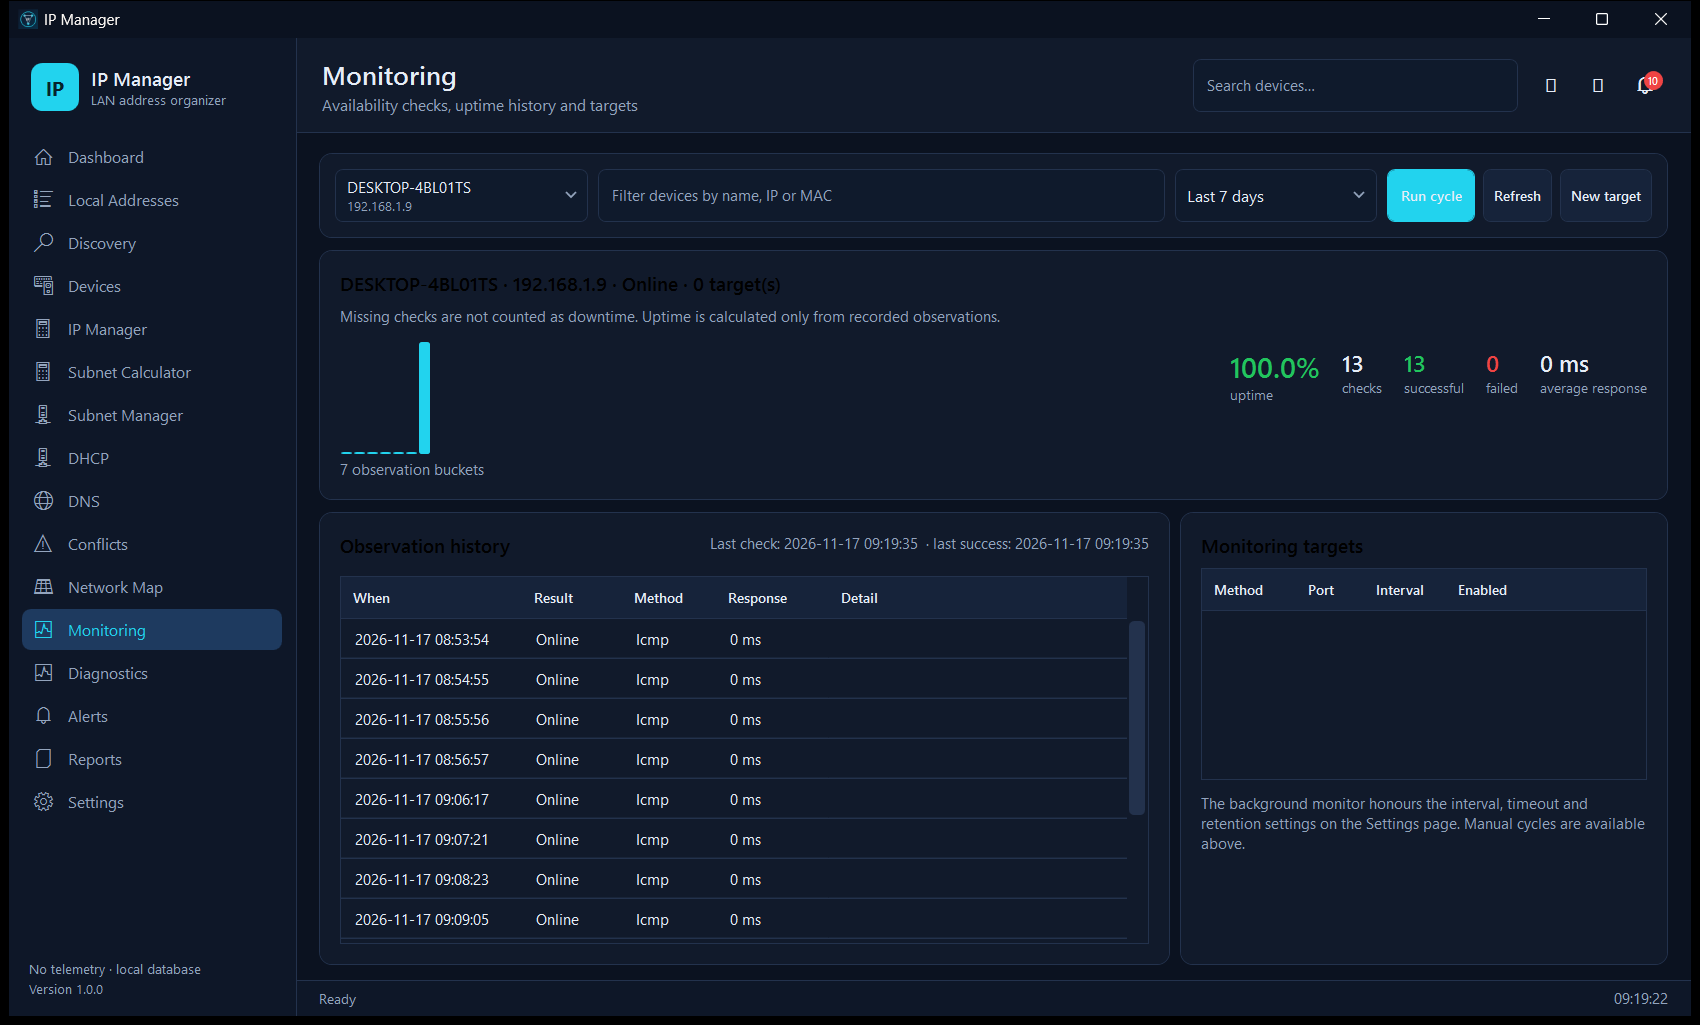 IP Manager
IP
IP Manager
LAN address organizer
Dashboard
Local Addresses
Discovery
Devices
IP Manager
Subnet Calculator
Subnet Manager
DHCP
DNS
Conflicts
Network Map
Monitoring
Diagnostics
Alerts
Reports
Settings
No telemetry · local database
Version 1.0.0
Monitoring
Availability checks, uptime history and targets
Search devices...
10
DESKTOP-4BL01TS
192.168.1.9
Filter devices by name, IP or MAC
Last 7 days
Run cycle
Refresh
New target
DESKTOP-4BL01TS · 192.168.1.9 · Online · 0 target(s)
Missing checks are not counted as downtime. Uptime is calculated only from recorded observations.
7 observation buckets
100.0%
uptime
13
checks
13
successful
0
failed
0 ms
average response
Observation history
Last check: 2026-11-17 09:19:35 · last success: 2026-11-17 09:19:35
When Result Method Response Detail
2026-11-17 08:53:54 Online Icmp 0 ms
2026-11-17 08:54:55 Online Icmp 0 ms
2026-11-17 08:55:56 Online Icmp 0 ms
2026-11-17 08:56:57 Online Icmp 0 ms
2026-11-17 09:06:17 Online Icmp 0 ms
2026-11-17 09:07:21 Online Icmp 0 ms
2026-11-17 09:08:23 Online Icmp 0 ms
2026-11-17 09:09:05 Online Icmp 0 ms
Monitoring targets
Method Port Interval Enabled
The background monitor honours the interval, timeout and
retention settings on the Settings page. Manual cycles are available
above.
Ready
09:19:22